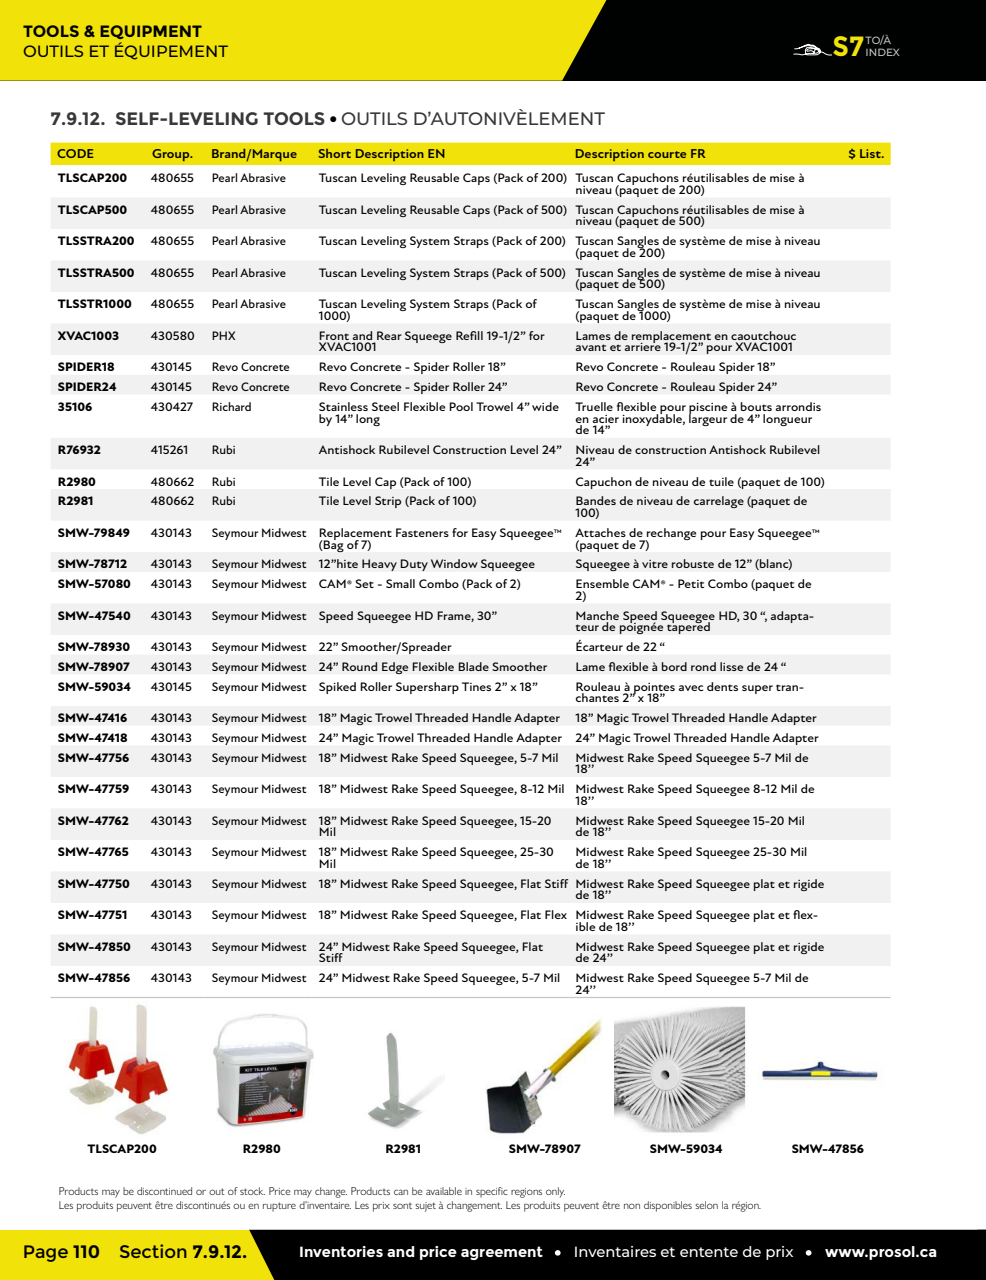 TOOLS & EQUIPMENT
OUTILS ET ÉQUIPEMENT
S7 TO/À INDEX
7.9.12. SELF-LEVELING TOOLS • OUTILS D’AUTONIVÈLEMENT
CODE Group. Brand/Marque Short Description EN Description courte FR $ List.
TLSCAP200 480655 Pearl Abrasive Tuscan Leveling Reusable Caps (Pack of 200) Tuscan Capuchons réutilisables de mise à
niveau (paquet de 200)
TLSCAP500 480655 Pearl Abrasive Tuscan Leveling Reusable Caps (Pack of 500) Tuscan Capuchons réutilisables de mise à
niveau (paquet de 500)
TLSSTRA200 480655 Pearl Abrasive Tuscan Leveling System Straps (Pack of 200) Tuscan Sangles de système de mise à niveau
(paquet de 200)
TLSSTRA500 480655 Pearl Abrasive Tuscan Leveling System Straps (Pack of 500) Tuscan Sangles de système de mise à niveau
(paquet de 500)
TLSSTR1000 480655 Pearl Abrasive Tuscan Leveling System Straps (Pack of Tuscan Sangles de système de mise à niveau
1000) (paquet de 1000)
XVAC1003 430580 PHX Front and Rear Squeege Refill 19-1/2” for Lames de remplacement en caoutchouc
XVAC1001 avant et arriere 19-1/2” pour XVAC1001
SPIDER18 430145 Revo Concrete Revo Concrete - Spider Roller 18” Revo Concrete - Rouleau Spider 18”
SPIDER24 430145 Revo Concrete Revo Concrete - Spider Roller 24” Revo Concrete - Rouleau Spider 24”
35106 430427 Richard Stainless Steel Flexible Pool Trowel 4” wide Truelle flexible pour piscine à bouts arrondis
by 14” long en acier inoxydable, largeur de 4” longueur
de 14”
R76932 415261 Rubi Antishock Rubilevel Construction Level 24” Niveau de construction Antishock Rubilevel
24”
R2980 480662 Rubi Tile Level Cap (Pack of 100) Capuchon de niveau de tuile (paquet de 100)
R2981 480662 Rubi Tile Level Strip (Pack of 100) Bandes de niveau de carrelage (paquet de
100)
SMW-79849 430143 Seymour Midwest Replacement Fasteners for Easy Squeegee™ Attaches de rechange pour Easy Squeegee™
(Bag of 7) (paquet de 7)
SMW-78712 430143 Seymour Midwest 12”hite Heavy Duty Window Squeegee Squeegee à vitre robuste de 12” (blanc)
SMW-57080 430143 Seymour Midwest CAM® Set - Small Combo (Pack of 2) Ensemble CAM® - Petit Combo (paquet de
2)
SMW-47540 430143 Seymour Midwest Speed Squeegee HD Frame, 30” Manche Speed Squeegee HD, 30 “, adapta-
teur de poignée tapered
SMW-78930 430143 Seymour Midwest 22” Smoother/Spreader Écarteur de 22 “
SMW-78907 430143 Seymour Midwest 24” Round Edge Flexible Blade Smoother Lame flexible à bord rond lisse de 24 “
SMW-59034 430145 Seymour Midwest Spiked Roller Supersharp Tines 2” x 18” Rouleau à pointes avec dents super tran-
chantes 2” x 18”
SMW-47416 430143 Seymour Midwest 18” Magic Trowel Threaded Handle Adapter 18” Magic Trowel Threaded Handle Adapter
SMW-47418 430143 Seymour Midwest 24” Magic Trowel Threaded Handle Adapter 24” Magic Trowel Threaded Handle Adapter
SMW-47756 430143 Seymour Midwest 18” Midwest Rake Speed Squeegee, 5-7 Mil Midwest Rake Speed Squeegee 5-7 Mil de
18’’
SMW-47759 430143 Seymour Midwest 18” Midwest Rake Speed Squeegee, 8-12 Mil Midwest Rake Speed Squeegee 8-12 Mil de
18’’
SMW-47762 430143 Seymour Midwest 18” Midwest Rake Speed Squeegee, 15-20 Midwest Rake Speed Squeegee 15-20 Mil
Mil de 18’’
SMW-47765 430143 Seymour Midwest 18” Midwest Rake Speed Squeegee, 25-30 Midwest Rake Speed Squeegee 25-30 Mil
Mil de 18’’
SMW-47750 430143 Seymour Midwest 18” Midwest Rake Speed Squeegee, Flat Stiff Midwest Rake Speed Squeegee plat et rigide
de 18’’
SMW-47751 430143 Seymour Midwest 18” Midwest Rake Speed Squeegee, Flat Flex Midwest Rake Speed Squeegee plat et flex-
ible de 18’’
SMW-47850 430143 Seymour Midwest 24” Midwest Rake Speed Squeegee, Flat Midwest Rake Speed Squeegee plat et rigide
Stiff de 24’’
SMW-47856 430143 Seymour Midwest 24” Midwest Rake Speed Squeegee, 5-7 Mil Midwest Rake Speed Squeegee 5-7 Mil de
24’’
KIT TILE LEVEL
TLSCAP200 R2980 R2981 SMW-78907 SMW-59034 SMW-47856
Products may be discontinued or out of stock. Price may change. Products can be available in specific regions only.
Les produits peuvent être discontinués ou en rupture d’inventaire. Les prix sont sujet à changement. Les produits peuvent être non disponibles selon la région.
Page 110 Section 7.9.12. Inventories and price agreement • Inventaires et entente de prix • www.prosol.ca